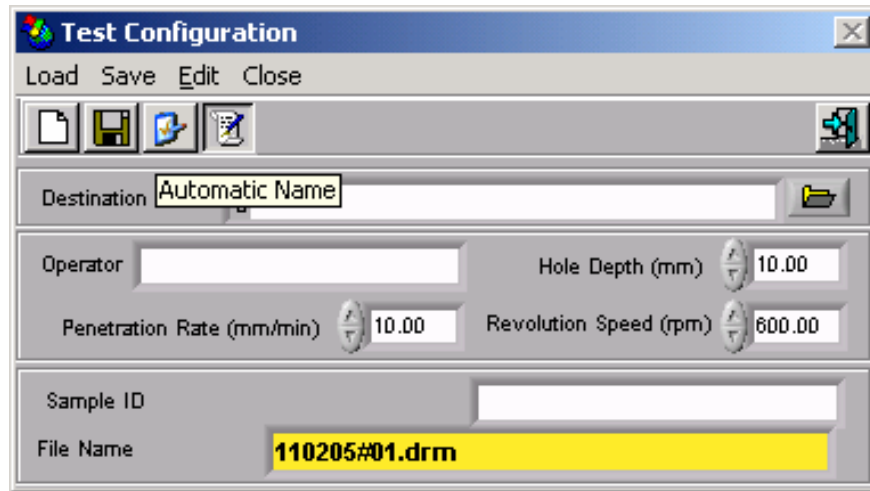 Test Configuration
Load Save Edit Close
Automatic Name
Destination
Operator
Hole Depth (mm) 10.00
Penetration Rate (mm/min) 10.00 Revolution Speed (rpm) 600.00
Sample ID
File Name 110205#01.drm